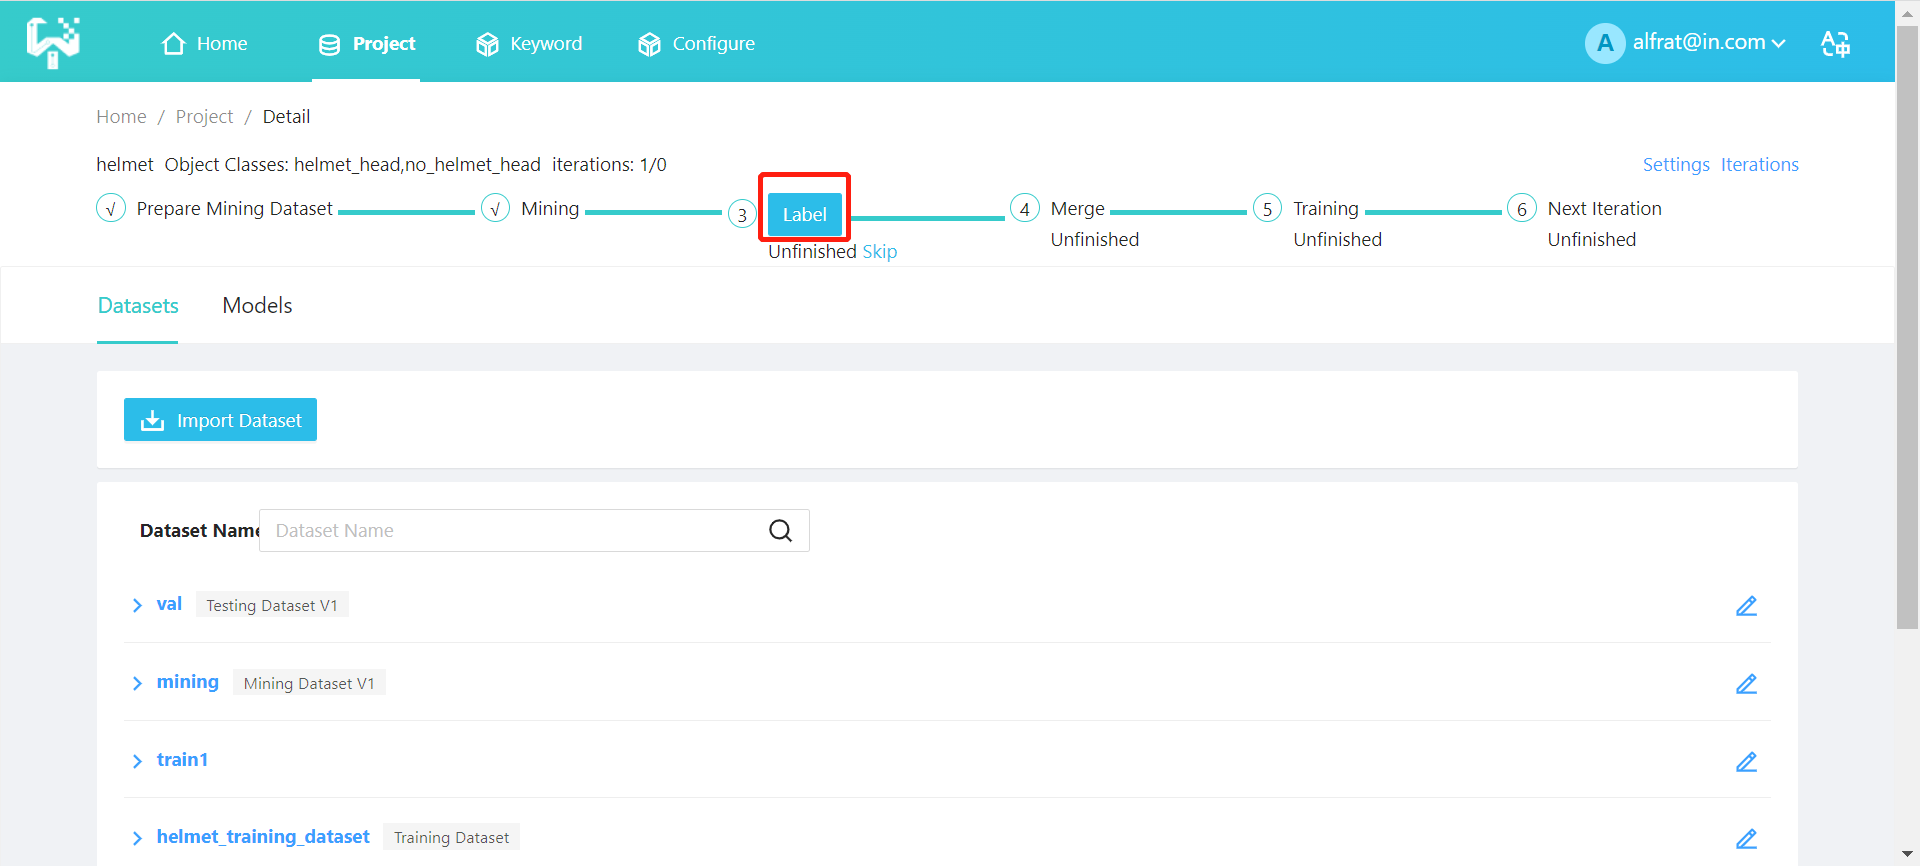 Home Project Keyword Configure A alfrat@in.com
Home / Project / Detail
helmet Object Classes: helmet_head,no_helmet_head iterations: 1/0 Settings Iterations
√ Prepare Mining Dataset √ Mining 3 Label 4 Merge 5 Training 6 Next Iteration
Unfinished Skip Unfinished Unfinished Unfinished
Datasets Models
Import Dataset
Dataset Name Dataset Name
val Testing Dataset V1
mining Mining Dataset V1
train1
helmet_training_dataset Training Dataset